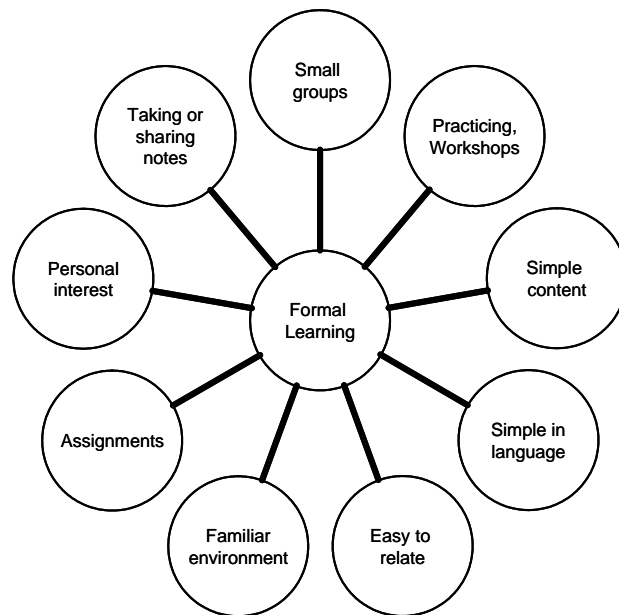 Small
groups
Taking or
sharing
notes
Practicing,
Workshops
Personal
interest
Simple
content
Formal
Learning
Assignments
Simple in
language
Familiar
environment
Easy to
relate